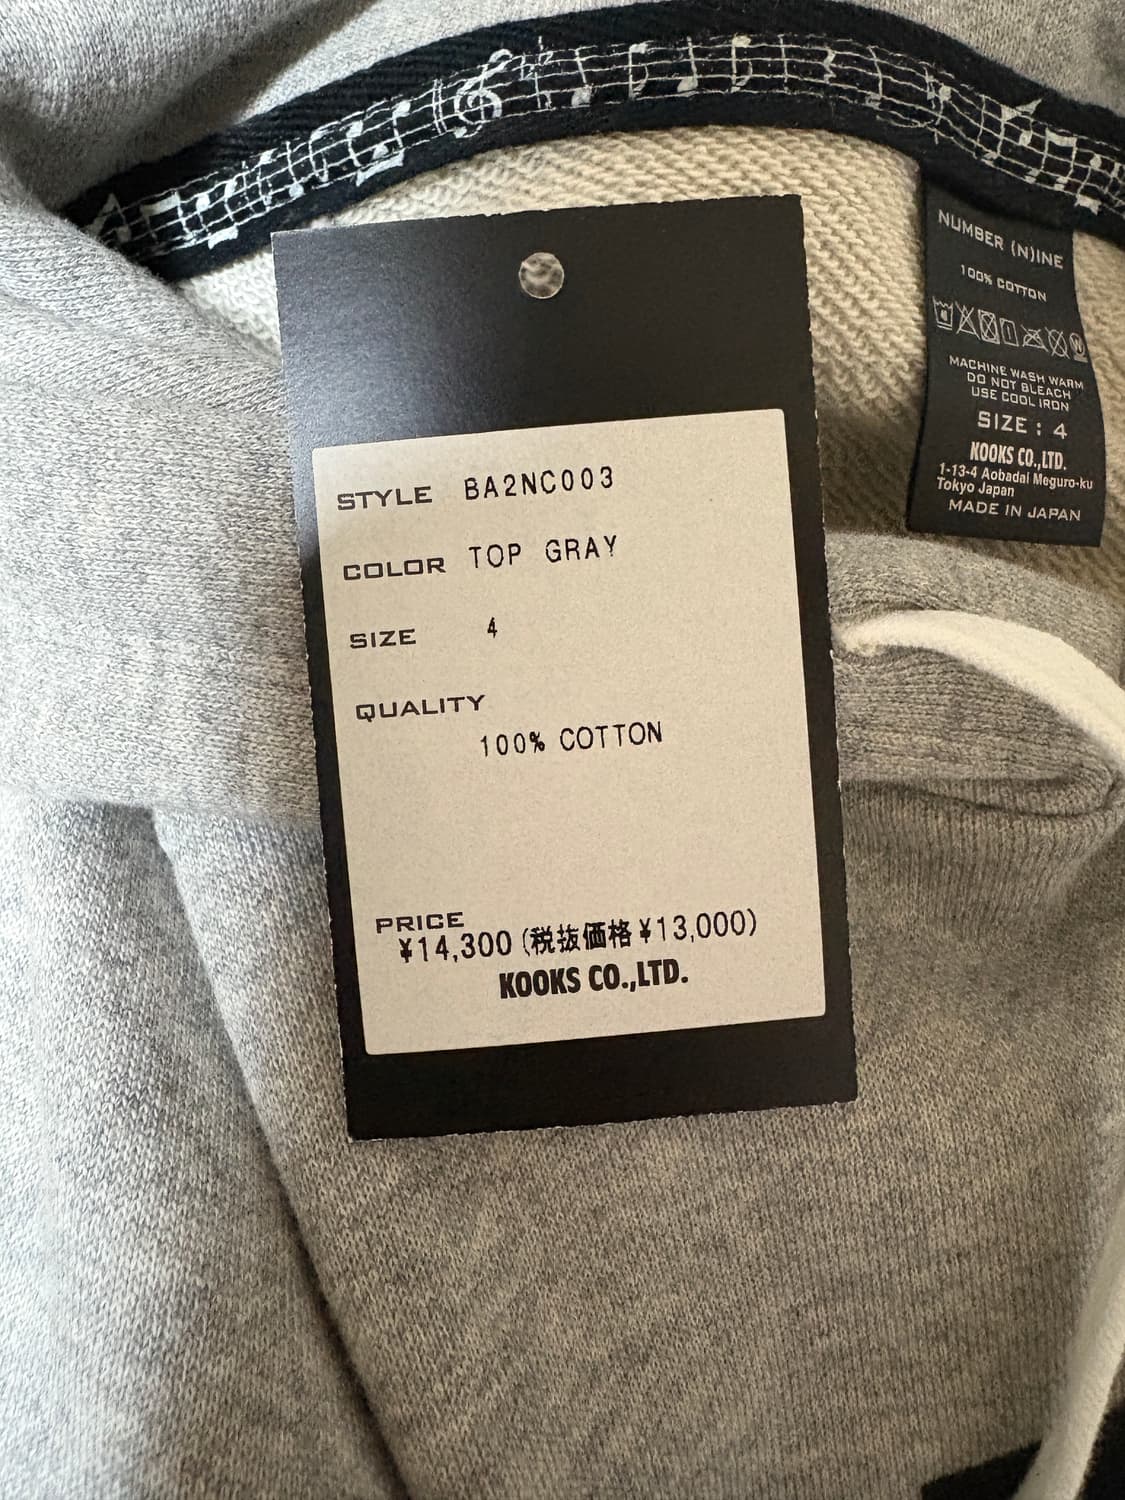 STYLE BA2NC003
COLOR TOP GRAY
SIZE 4
QUALITY
100% COTTON
PRICE
¥14,300(税抜価格¥13,000)
KOOKS CO.,LTD.
NUMBER (N)INE
100% COTTON
MACHINE WASH WARM
DO NOT BLEACH
USE COOL IRON
SIZE : 4
KOOKS CO.,LTD.
1-13-4 Aobadai Meguro-ku
Tokyo Japan
MADE IN JAPAN